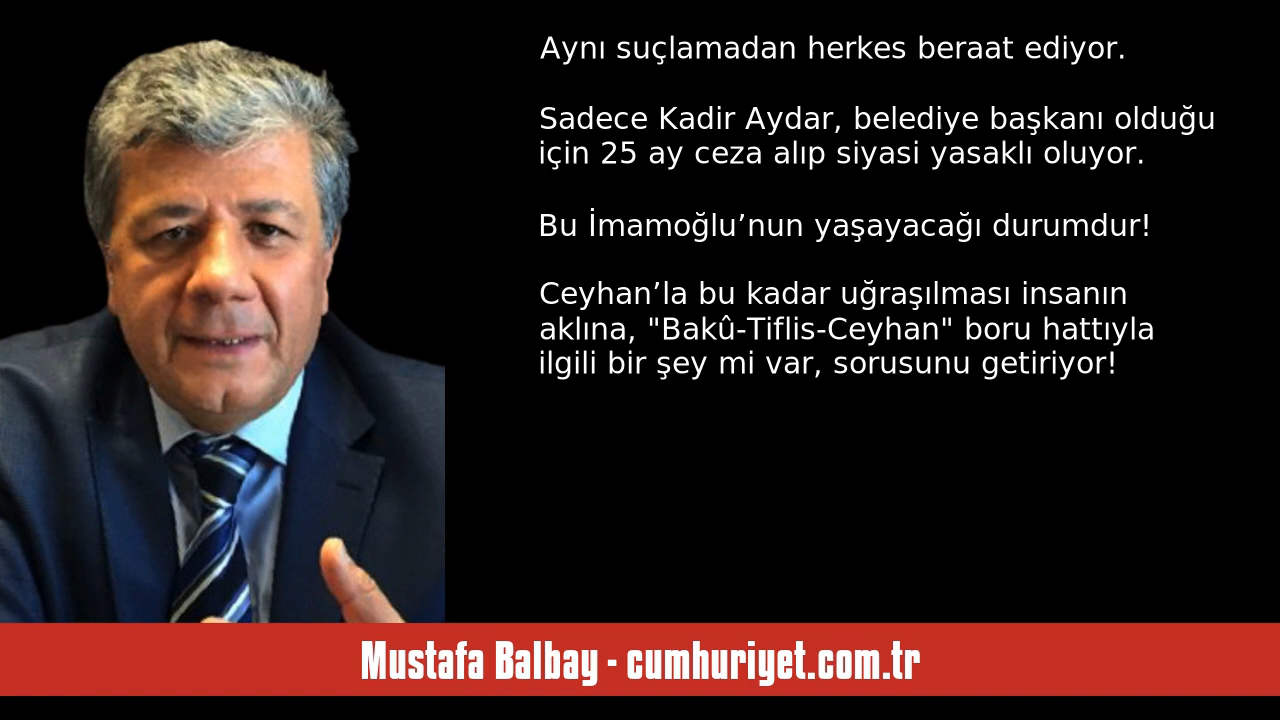 Aynı suçlamadan herkes beraat ediyor.
Sadece Kadir Aydar, belediye başkanı olduğu
için 25 ay ceza alıp siyasi yasaklı oluyor.
Bu İmamoğlu’nun yaşayacağı durumdur!
Ceyhan’la bu kadar uğraşılması insanın
aklına, "Bakû-Tiflis-Ceyhan" boru hattıyla
ilgili bir şey mi var, sorusunu getiriyor!
Mustafa Balbay - cumhuriyet.com.tr